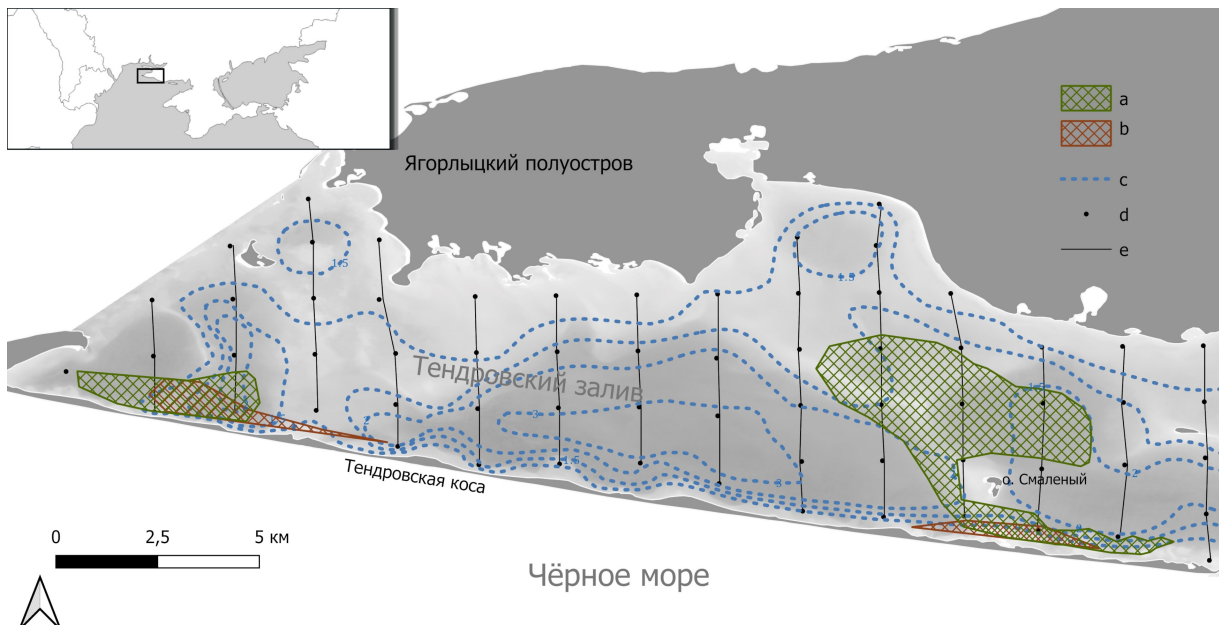 a
b
Ягорлыцкий полуостров
c
d
e
1.5
1.5
Тендровский залив
1.5
3
2
3
1.5
Тендровская коса
о. Смаленый
2
3
0 2,5 5 км
Чёрное море